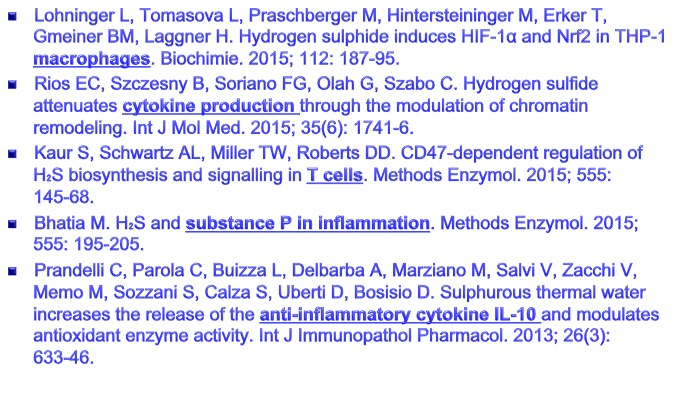 Lohninger L, Tomasova L, Praschberger M, Hintersteininger M, Erker T,
Gmeiner BM, Laggner H. Hydrogen sulphide induces HIF-1α and Nrf2 in THP-1
macrophages. Biochimie. 2015; 112: 187-95.
Rios EC, Szczesny B, Soriano FG, Olah G, Szabo C. Hydrogen sulfide
attenuates cytokine production through the modulation of chromatin
remodeling. Int J Mol Med. 2015; 35(6): 1741-6.
Kaur S, Schwartz AL, Miller TW, Roberts DD. CD47-dependent regulation of
H₂S biosynthesis and signalling in T cells. Methods Enzymol. 2015; 555:
145-68.
Bhatia M. H₂S and substance P in inflammation. Methods Enzymol. 2015;
555: 195-205.
Prandelli C, Parola C, Buizza L, Delbarba A, Marziano M, Salvi V, Zacchi V,
Memo M, Sozzani S, Calza S, Uberti D, Bosisio D. Sulphurous thermal water
increases the release of the anti-inflammatory cytokine IL-10 and modulates
antioxidant enzyme activity. Int J Immunopathol Pharmacol. 2013; 26(3):
633-46.